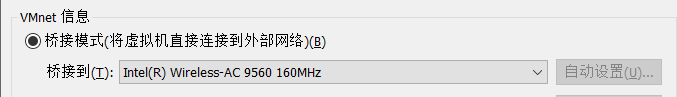 VMnet 信息
桥接模式(将虚拟机直接连接到外部网络)(B)
桥接到(T): Intel(R) Wireless-AC 9560 160MHz 自动设置(U)...